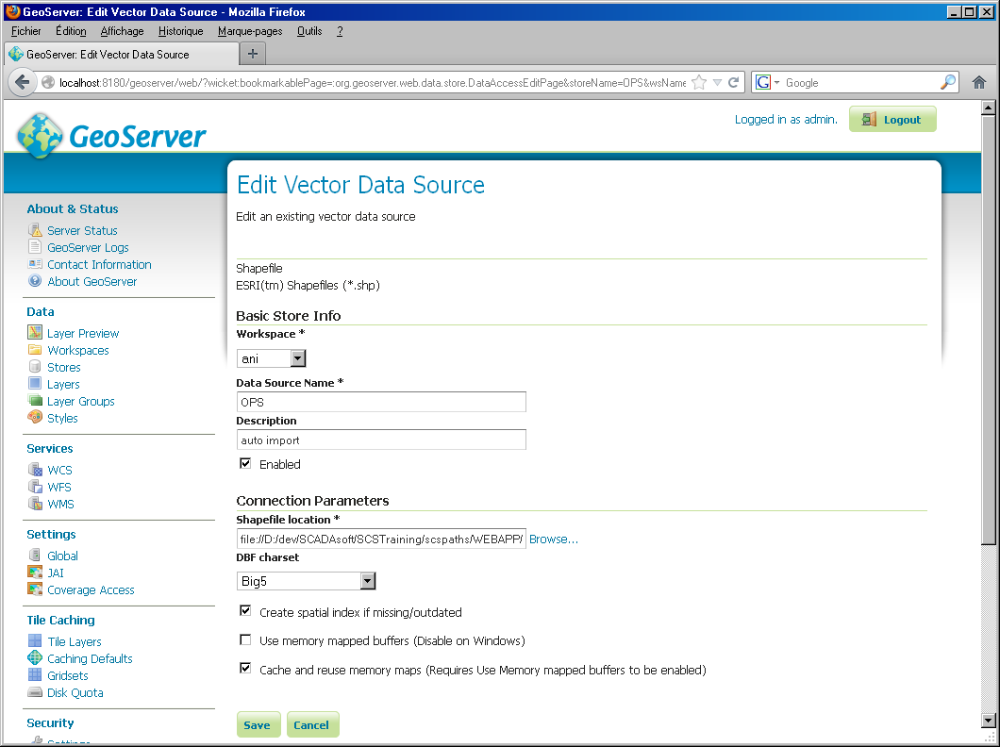 GeoServer: Edit Vector Data Source - Mozilla Firefox
Fichier Édition Affichage Historique Marque-pages Outils ?
GeoServer: Edit Vector Data Source
localhost:8180/geoserver/web/?wicket:bookmarkablePage=:org.geoserver.web.data.store.DataAccessEditPage&storeName=OPS&wsName
Google
GeoServer
Logged in as admin.
Logout
About & Status
Server Status
GeoServer Logs
Contact Information
About GeoServer
Data
Layer Preview
Workspaces
Stores
Layers
Layer Groups
Styles
Services
WCS
WFS
WMS
Settings
Global
JAI
Coverage Access
Tile Caching
Tile Layers
Caching Defaults
Gridsets
Disk Quota
Security
Settings
Edit Vector Data Source
Edit an existing vector data source
Shapefile
ESRI(tm) Shapefiles (*.shp)
Basic Store Info
Workspace *
ani
Data Source Name *
OPS
Description
auto import
Enabled
Connection Parameters
Shapefile location *
file://D:/dev/SCADAsoft/SCSTraining/scspaths/WEBAPP/ Browse...
DBF charset
Big5
Create spatial index if missing/outdated
Use memory mapped buffers (Disable on Windows)
Cache and reuse memory maps (Requires Use Memory mapped buffers to be enabled)
Save Cancel